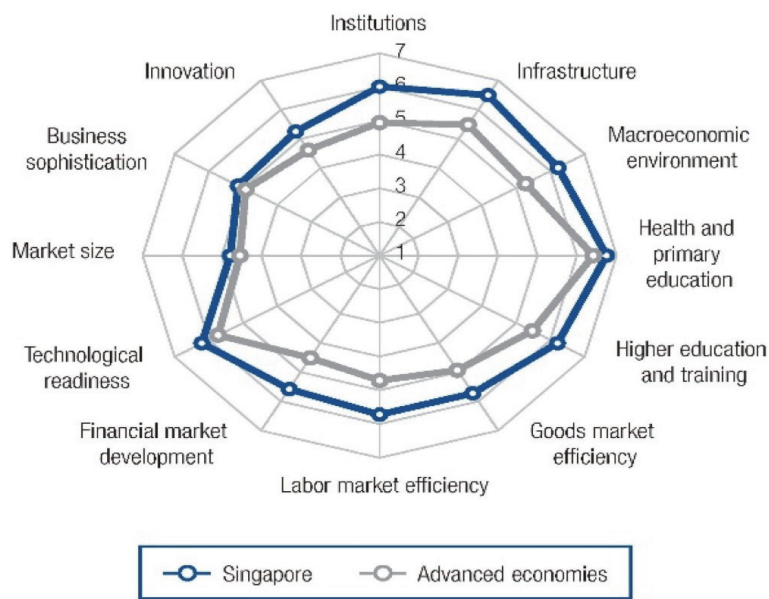 Institutions
7
6
5
4
3
2
1
Infrastructure
Macroeconomic
environment
Health and
primary
education
Higher education
and training
Goods market
efficiency
Labor market efficiency
Financial market
development
Technological
readiness
Market size
Business
sophistication
Innovation
Singapore
Advanced economies